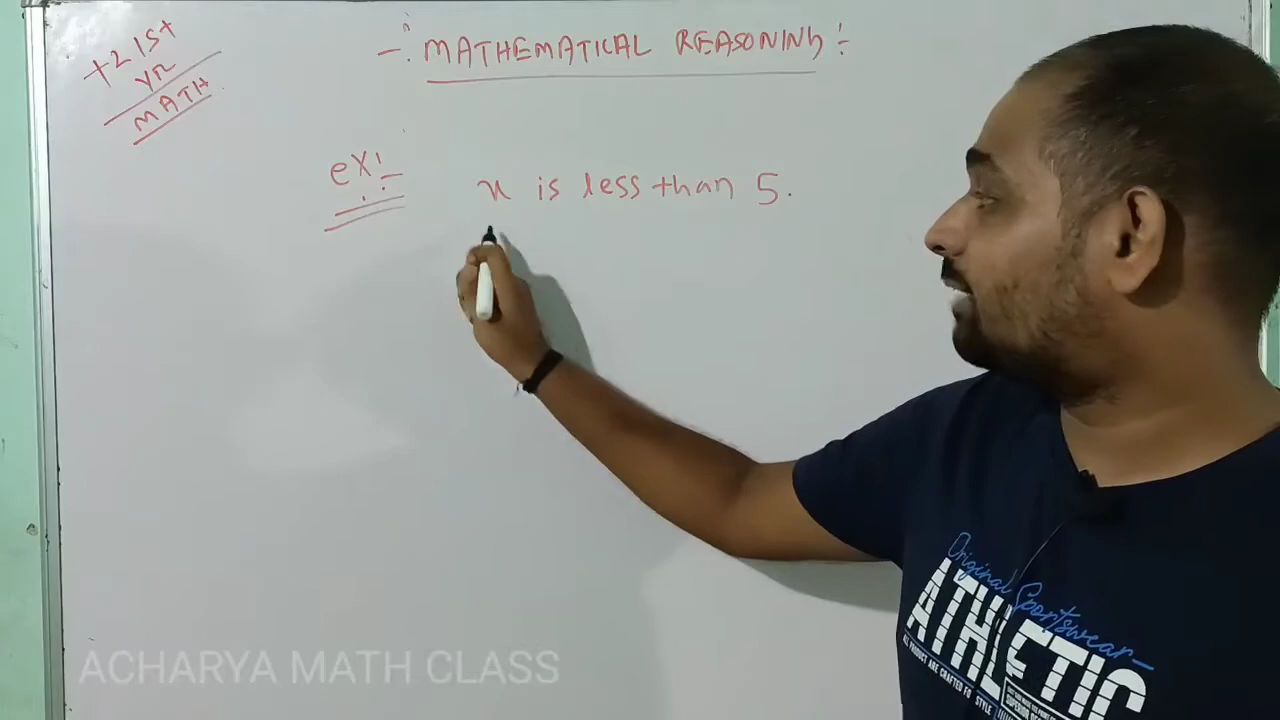 +2 1st
yr
MATH
-: MATHEMATICAL REASONING :-
ex:-
x is less than 5.
Original Sportswear
ATHLETIC
ACHARYA MATH CLASS